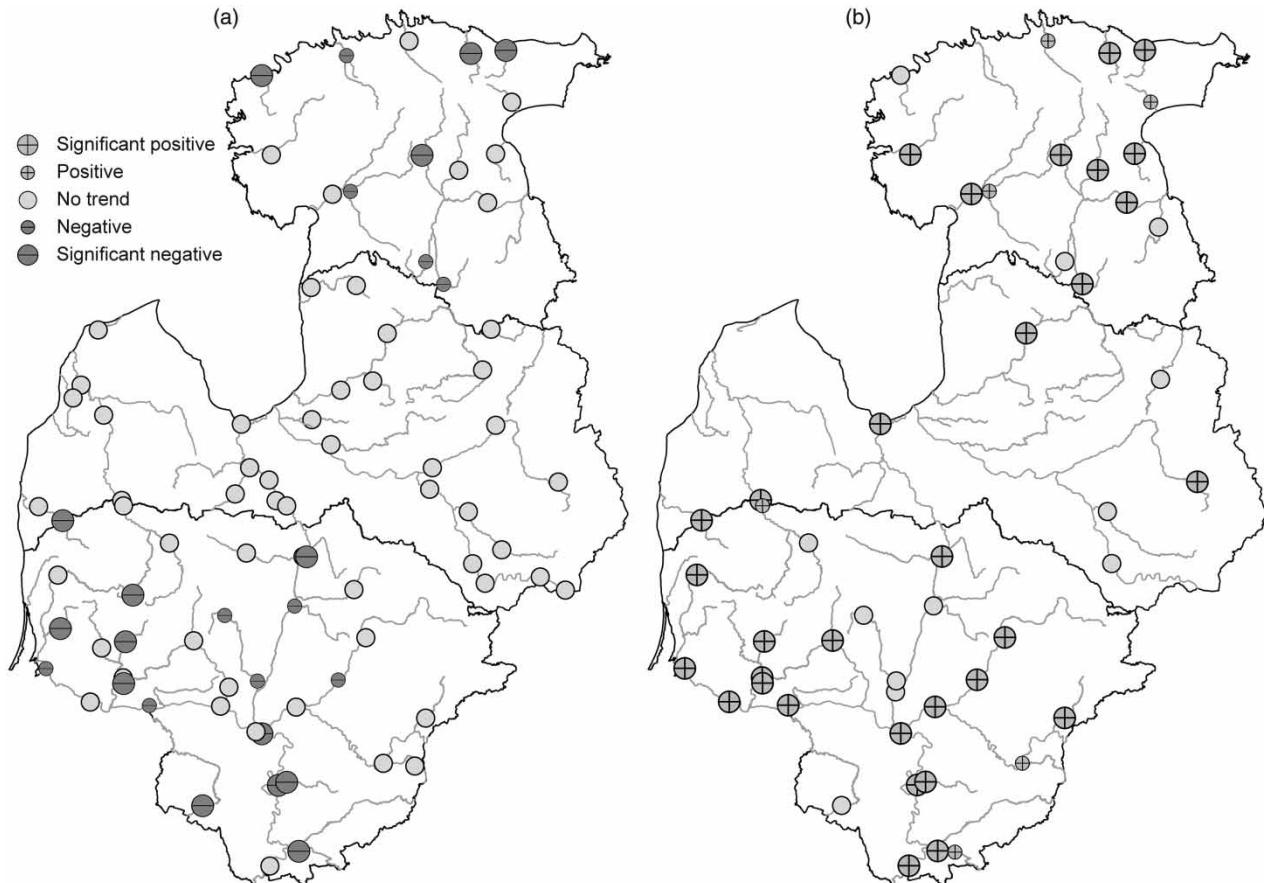 (a)
(b)
Significant positive
Positive
No trend
Negative
Significant negative